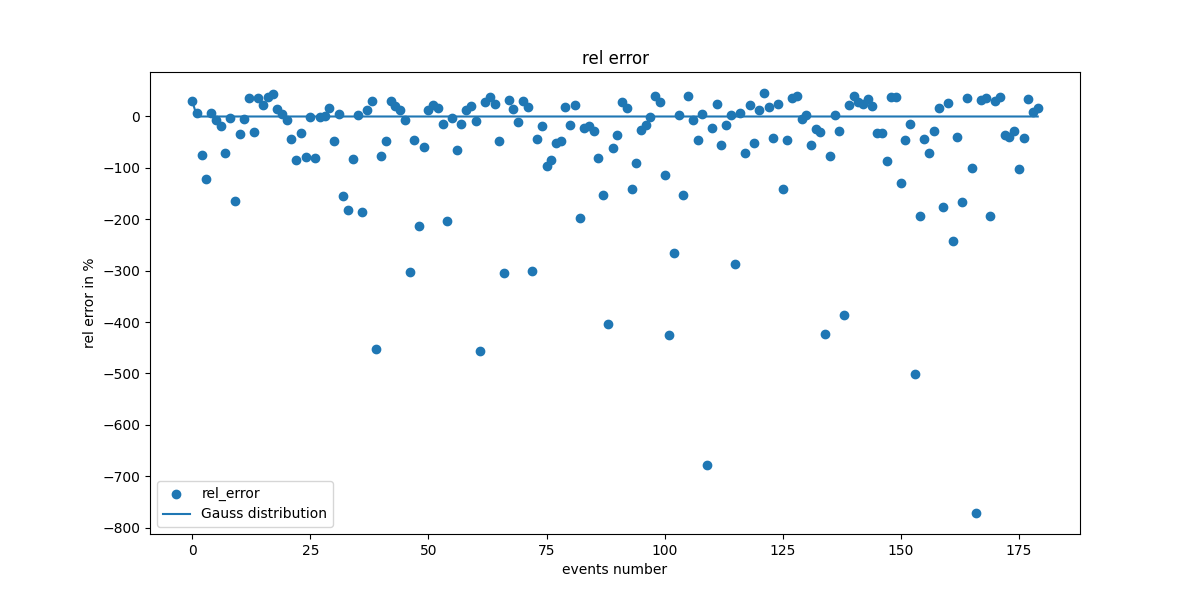 rel error
rel error in %
0
−100
−200
−300
−400
−500
−600
−700
−800
rel_error
Gauss distribution
0 25 50 75 100 125 150 175
events number